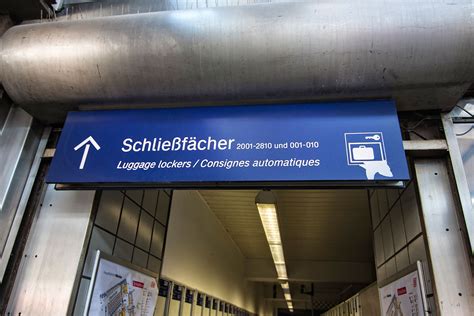 Schließfächer 2001-2810 und 001-010
Luggage lockers / Consignes automatiques